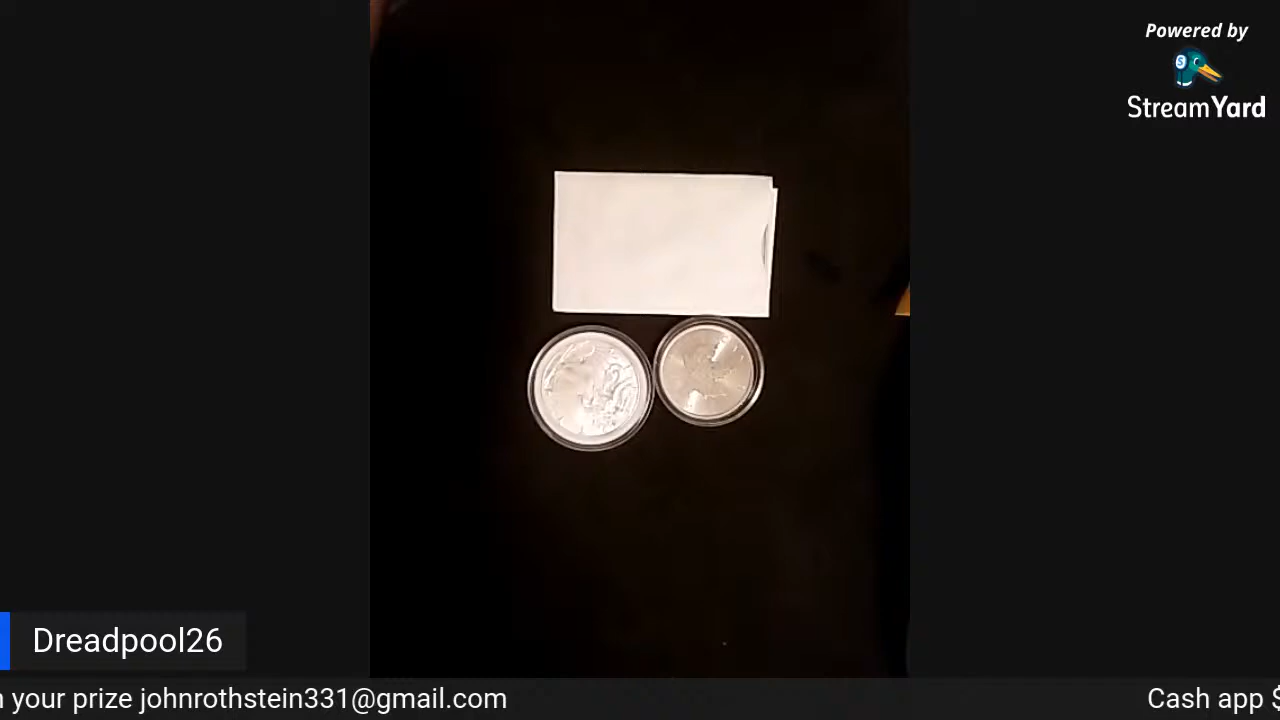 Powered by
StreamYard
Dreadpool26
your prize johnrothstein331@gmail.com
Cash app $